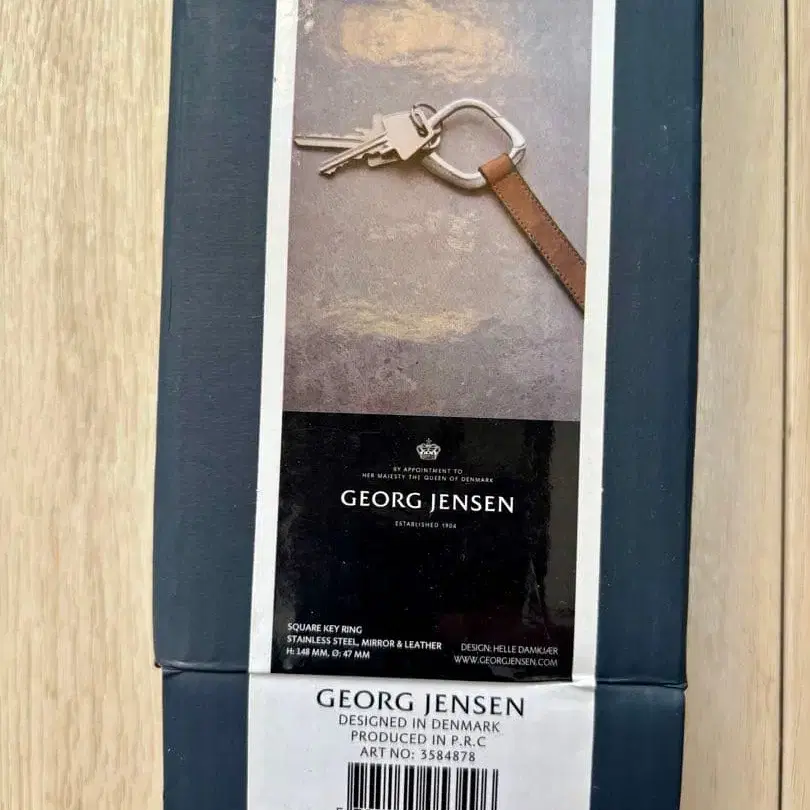 BY APPOINTMENT TO
HER MAJESTY THE QUEEN OF DENMARK
GEORG JENSEN
ESTABLISHED 1904
SQUARE KEY RING
STAINLESS STEEL, MIRROR & LEATHER
H: 148 MM, Ø: 47 MM
DESIGN: HELLE DAMKJÆR
WWW.GEORGJENSEN.COM
GEORG JENSEN
DESIGNED IN DENMARK
PRODUCED IN P.R.C
ART NO: 3584878